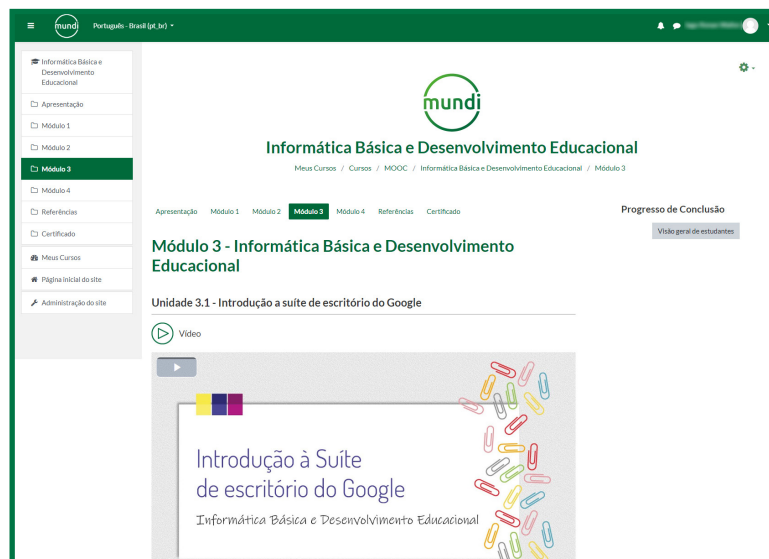 mundi
Português - Brasil (pt_br)
Informática Básica e
Desenvolvimento
Educacional
Apresentação
Módulo 1
Módulo 2
Módulo 3
Módulo 4
Referências
Certificado
Meus Cursos
Página inicial do site
Administração do site
mundi
Informática Básica e Desenvolvimento Educacional
Meus Cursos / Cursos / MOOC / Informática Básica e Desenvolvimento Educacional / Módulo 3
Apresentação Módulo 1 Módulo 2 Módulo 3 Módulo 4 Referências Certificado
Módulo 3 - Informática Básica e Desenvolvimento
Educacional
Unidade 3.1 - Introdução a suíte de escritório do Google
Vídeo
Introdução à Suíte
de escritório do Google
Informática Básica e Desenvolvimento Educacional
Progresso de Conclusão
Visão geral de estudantes